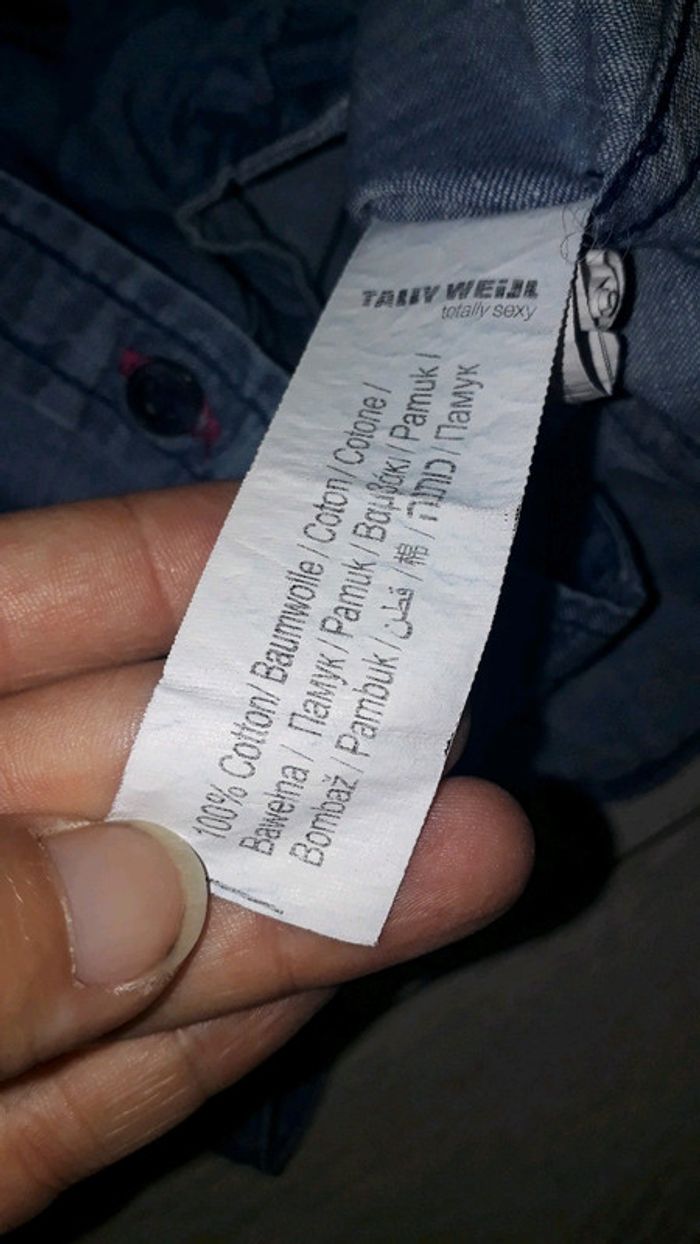 TALLY WEiJL
totally sexy
100% Cotton/ Baumwolle / Coton / Cotone /
Bawełna / Памук / Pamuk / Βαμβάκι / Pamuk /
Bombaž / Pambuk / قطن / 棉 / כותנה / Памук